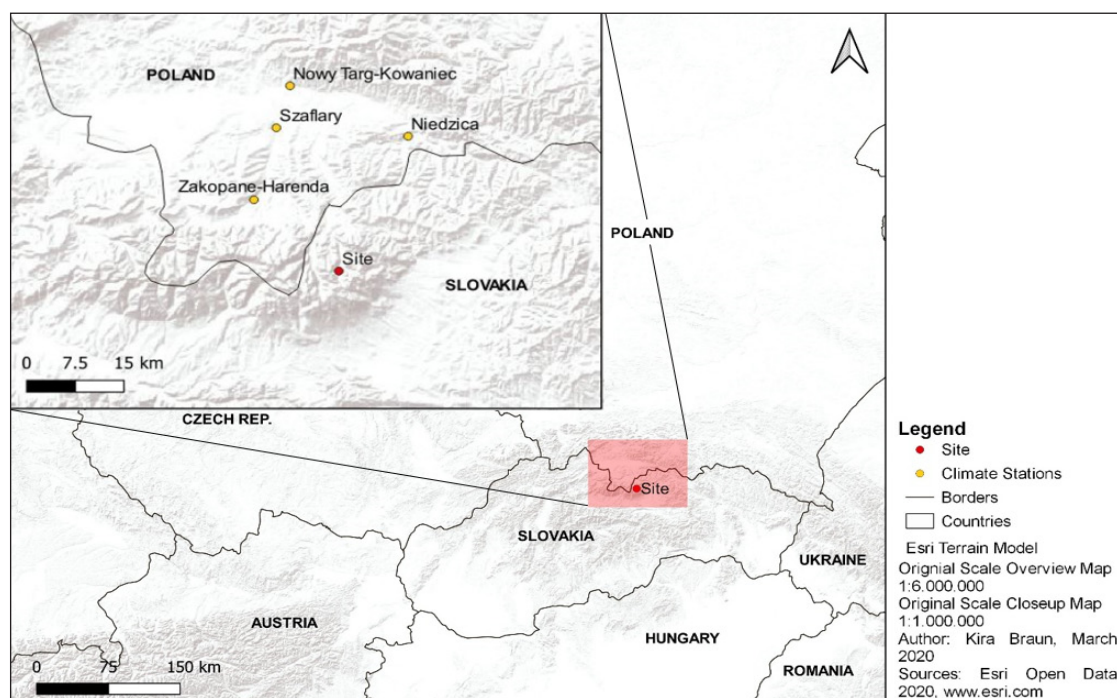 POLAND
Nowy Targ-Kowaniec
Szaflary
Niedzica
Zakopane-Harenda
Site
SLOVAKIA
0 7.5 15 km
POLAND
CZECH REP.
Site
SLOVAKIA
UKRAINE
AUSTRIA
HUNGARY
ROMANIA
0 75 150 km
Legend
Site
Climate Stations
Borders
Countries
Esri Terrain Model
Orignial Scale Overview Map
1:6.000.000
Original Scale Closeup Map
1:1.000.000
Author: Kira Braun, March
2020
Sources: Esri Open Data
2020, www.esri.com